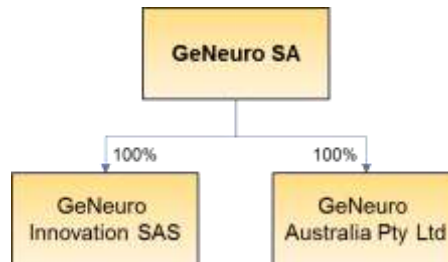 GeNeuro SA
100%
100%
GeNeuro
Innovation SAS
GeNeuro
Australia Pty Ltd